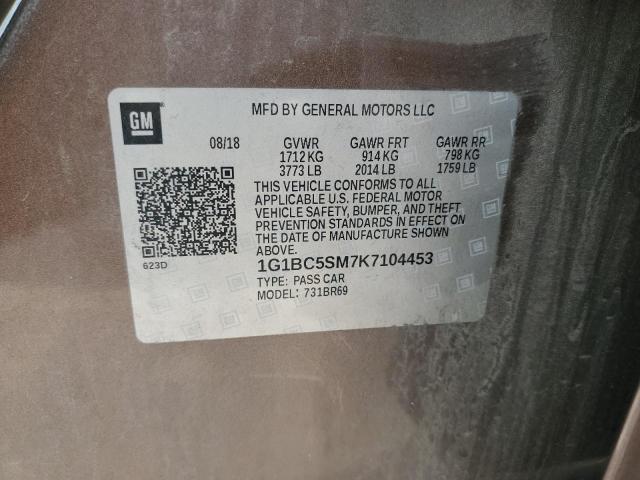 GM
MFD BY GENERAL MOTORS LLC
08/18 GVWR GAWR FRT GAWR RR
1712 KG 914 KG 798 KG
3773 LB 2014 LB 1759 LB
THIS VEHICLE CONFORMS TO ALL
APPLICABLE U.S. FEDERAL MOTOR
VEHICLE SAFETY, BUMPER, AND THEFT
PREVENTION STANDARDS IN EFFECT ON
THE DATE OF MANUFACTURE SHOWN
ABOVE.
623D
1G1BC5SM7K7104453
TYPE: PASS CAR
MODEL: 731BR69